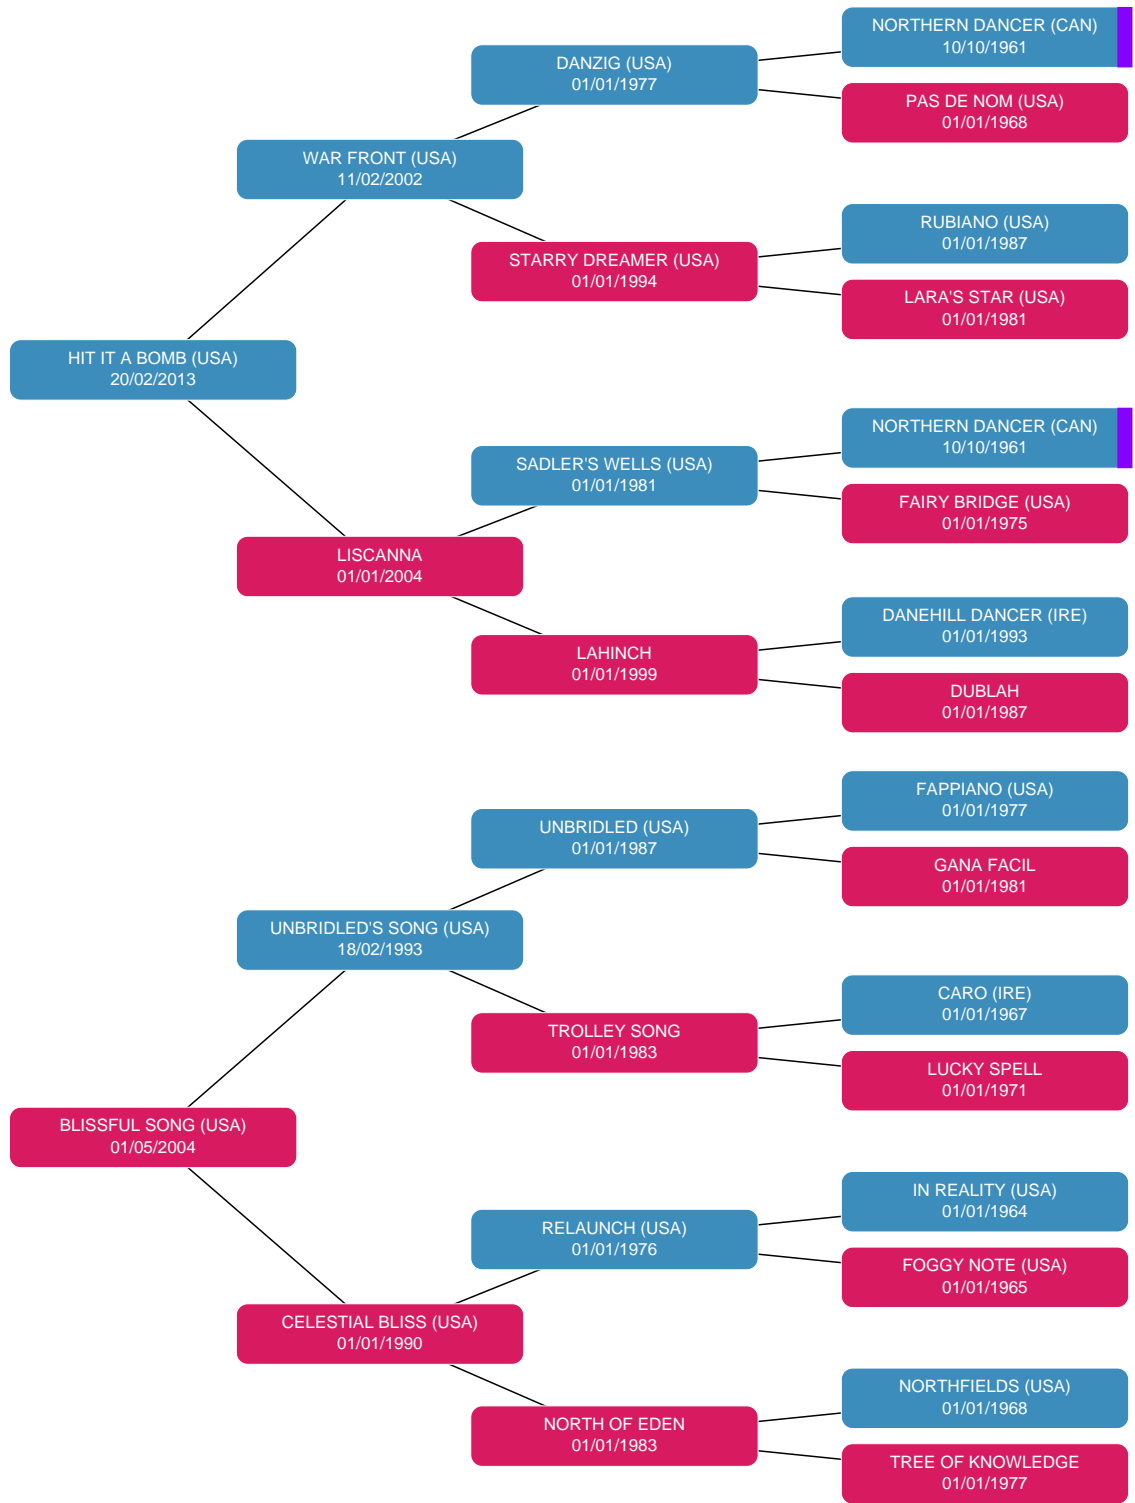 NORTHERN DANCER (CAN)
10/10/1961
DANZIG (USA)
01/01/1977
PAS DE NOM (USA)
01/01/1968
WAR FRONT (USA)
11/02/2002
RUBIANO (USA)
01/01/1987
STARRY DREAMER (USA)
01/01/1994
LARA'S STAR (USA)
01/01/1981
HIT IT A BOMB (USA)
20/02/2013
NORTHERN DANCER (CAN)
10/10/1961
SADLER'S WELLS (USA)
01/01/1981
FAIRY BRIDGE (USA)
01/01/1975
LISCANNA
01/01/2004
DANEHILL DANCER (IRE)
01/01/1993
LAHINCH
01/01/1999
DUBLAH
01/01/1987
FAPPIANO (USA)
01/01/1977
UNBRIDLED (USA)
01/01/1987
GANA FACIL
01/01/1981
UNBRIDLED'S SONG (USA)
18/02/1993
CARO (IRE)
01/01/1967
TROLLEY SONG
01/01/1983
LUCKY SPELL
01/01/1971
BLISSFUL SONG (USA)
01/05/2004
IN REALITY (USA)
01/01/1964
RELAUNCH (USA)
01/01/1976
FOGGY NOTE (USA)
01/01/1965
CELESTIAL BLISS (USA)
01/01/1990
NORTHFIELDS (USA)
01/01/1968
NORTH OF EDEN
01/01/1983
TREE OF KNOWLEDGE
01/01/1977